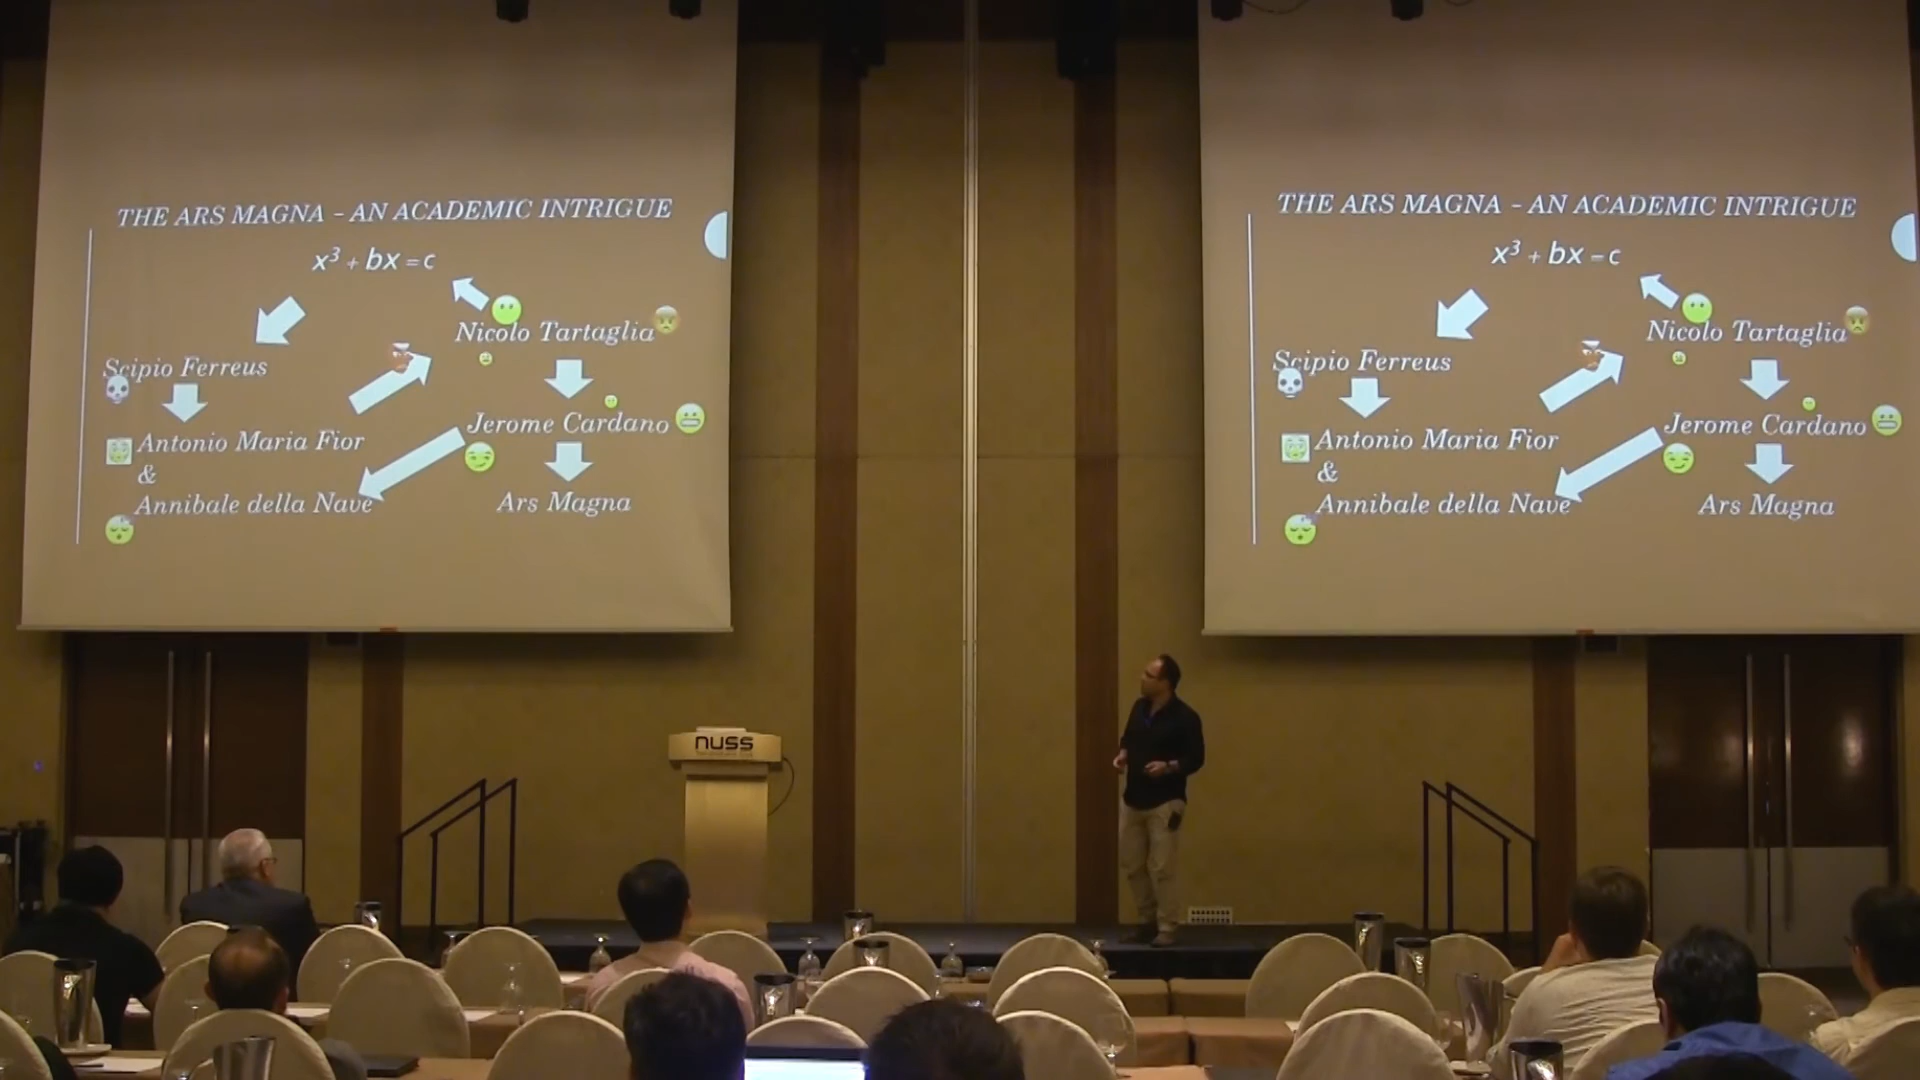 THE ARS MAGNA – AN ACADEMIC INTRIGUE
x³ + bx = c
Nicolo Tartaglia
Scipio Ferreus
Jerome Cardano
Antonio Maria Fior
&
Annibale della Nave
Ars Magna
THE ARS MAGNA – AN ACADEMIC INTRIGUE
x³ + bx = c
Nicolo Tartaglia
Scipio Ferreus
Jerome Cardano
Antonio Maria Fior
&
Annibale della Nave
Ars Magna
nuss